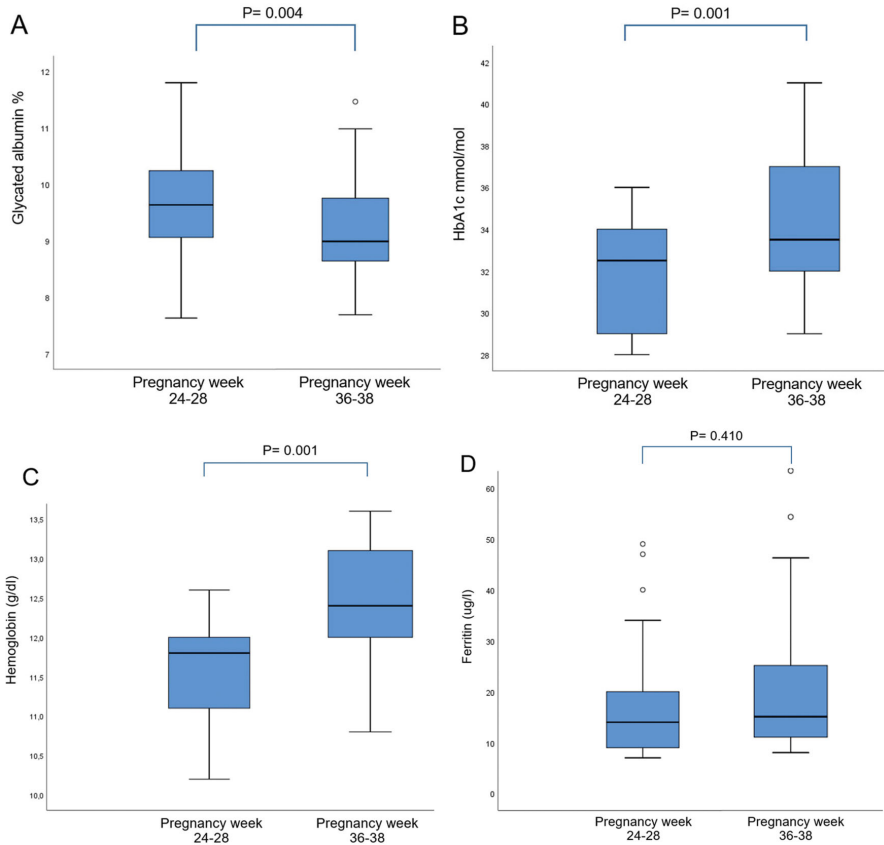 A
P= 0.004
Glycated albumin %
12
11
10
9
8
7
Pregnancy week
24-28
Pregnancy week
36-38
B
P= 0.001
HbA1c mmol/mol
42
40
38
36
34
32
30
28
Pregnancy week
24-28
Pregnancy week
36-38
C
P= 0.001
Hemoglobin (g/dl)
13,5
13,0
12,5
12,0
11,5
11,0
10,5
10,0
Pregnancy week
24-28
Pregnancy week
36-38
D
P= 0.410
Ferritin (ug/l)
60
50
40
30
20
10
0
Pregnancy week
24-28
Pregnancy week
36-38